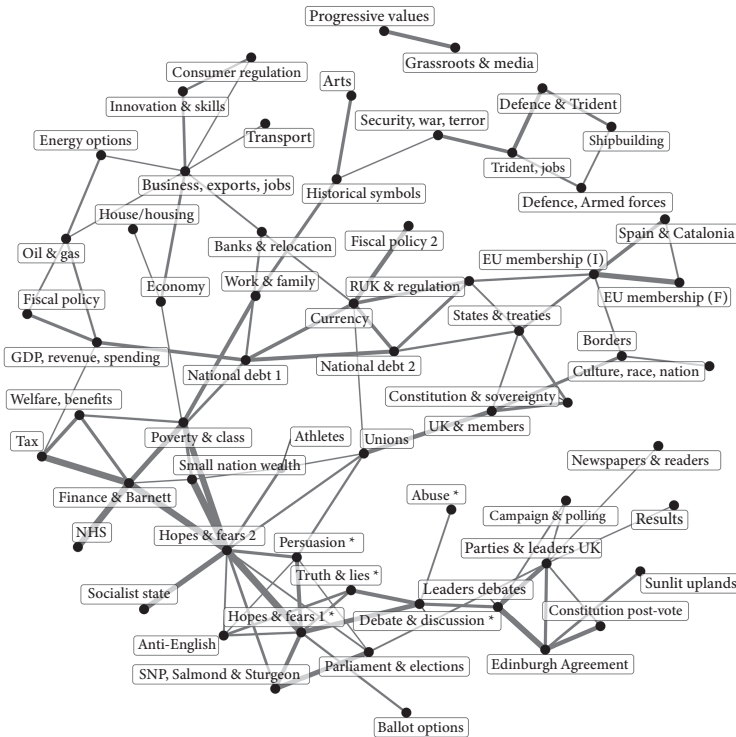 Progressive values
Grassroots & media
Consumer regulation
Arts
Defence & Trident
Innovation & skills
Security, war, terror
Energy options
Transport
Shipbuilding
Trident, jobs
Business, exports, jobs
Historical symbols
Defence, Armed forces
House/housing
Spain & Catalonia
Oil & gas
Banks & relocation
Fiscal policy 2
EU membership (I)
Work & family
RUK & regulation
Economy
EU membership (F)
Fiscal policy
Currency
States & treaties
Borders
GDP, revenue, spending
National debt 2
National debt 1
Culture, race, nation
Welfare, benefits
Constitution & sovereignty
UK & members
Tax
Poverty & class
Athletes
Unions
Small nation wealth
Newspapers & readers
Finance & Barnett
Abuse *
Campaign & polling
Results
NHS
Hopes & fears 2
Persuasion *
Parties & leaders UK
Truth & lies *
Sunlit uplands
Socialist state
Leaders debates
Hopes & fears 1 *
Debate & discussion *
Constitution post-vote
Anti-English
Parliament & elections
Edinburgh Agreement
SNP, Salmond & Sturgeon
Ballot options